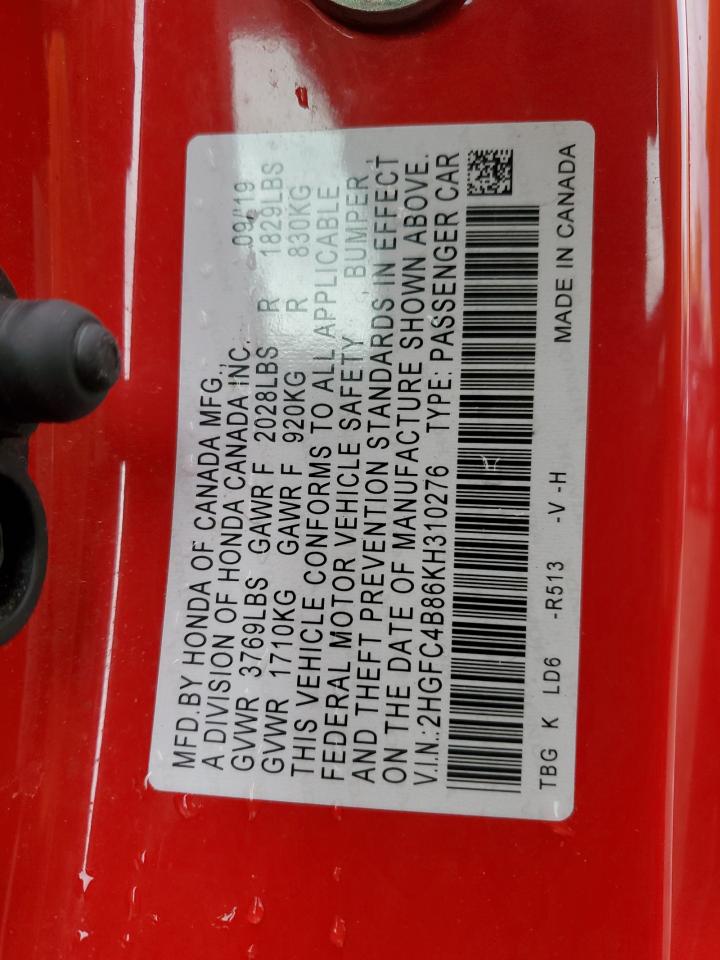 MFD.BY HONDA OF CANADA MFG.,
A DIVISION OF HONDA CANADA INC. 09/'19
GVWR 3769LBS GAWR F 2028LBS R 1829LBS
GVWR 1710KG GAWR F 920KG R 830KG
THIS VEHICLE CONFORMS TO ALL APPLICABLE
FEDERAL MOTOR VEHICLE SAFETY, BUMPER,
AND THEFT PREVENTION STANDARDS IN EFFECT
ON THE DATE OF MANUFACTURE SHOWN ABOVE.
V.I.N.:2HGFC4B86KH310276 TYPE: PASSENGER CAR
TBG K LD6 -R513 -V -H
MADE IN CANADA